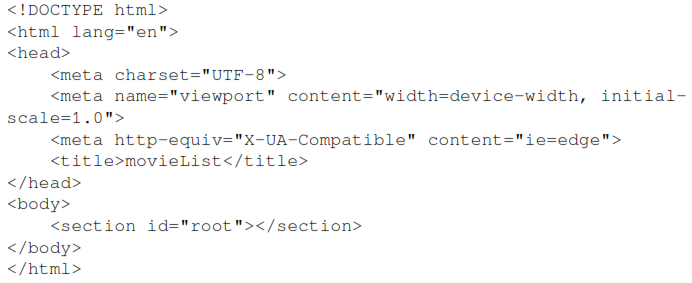 <!DOCTYPE html>
<html lang="en">
<head>
    <meta charset="UTF-8">
    <meta name="viewport" content="width=device-width, initial-
scale=1.0">
    <meta http-equiv="X-UA-Compatible" content="ie=edge">
    <title>movieList</title>
</head>
<body>
    <section id="root"></section>
</body>
</html>